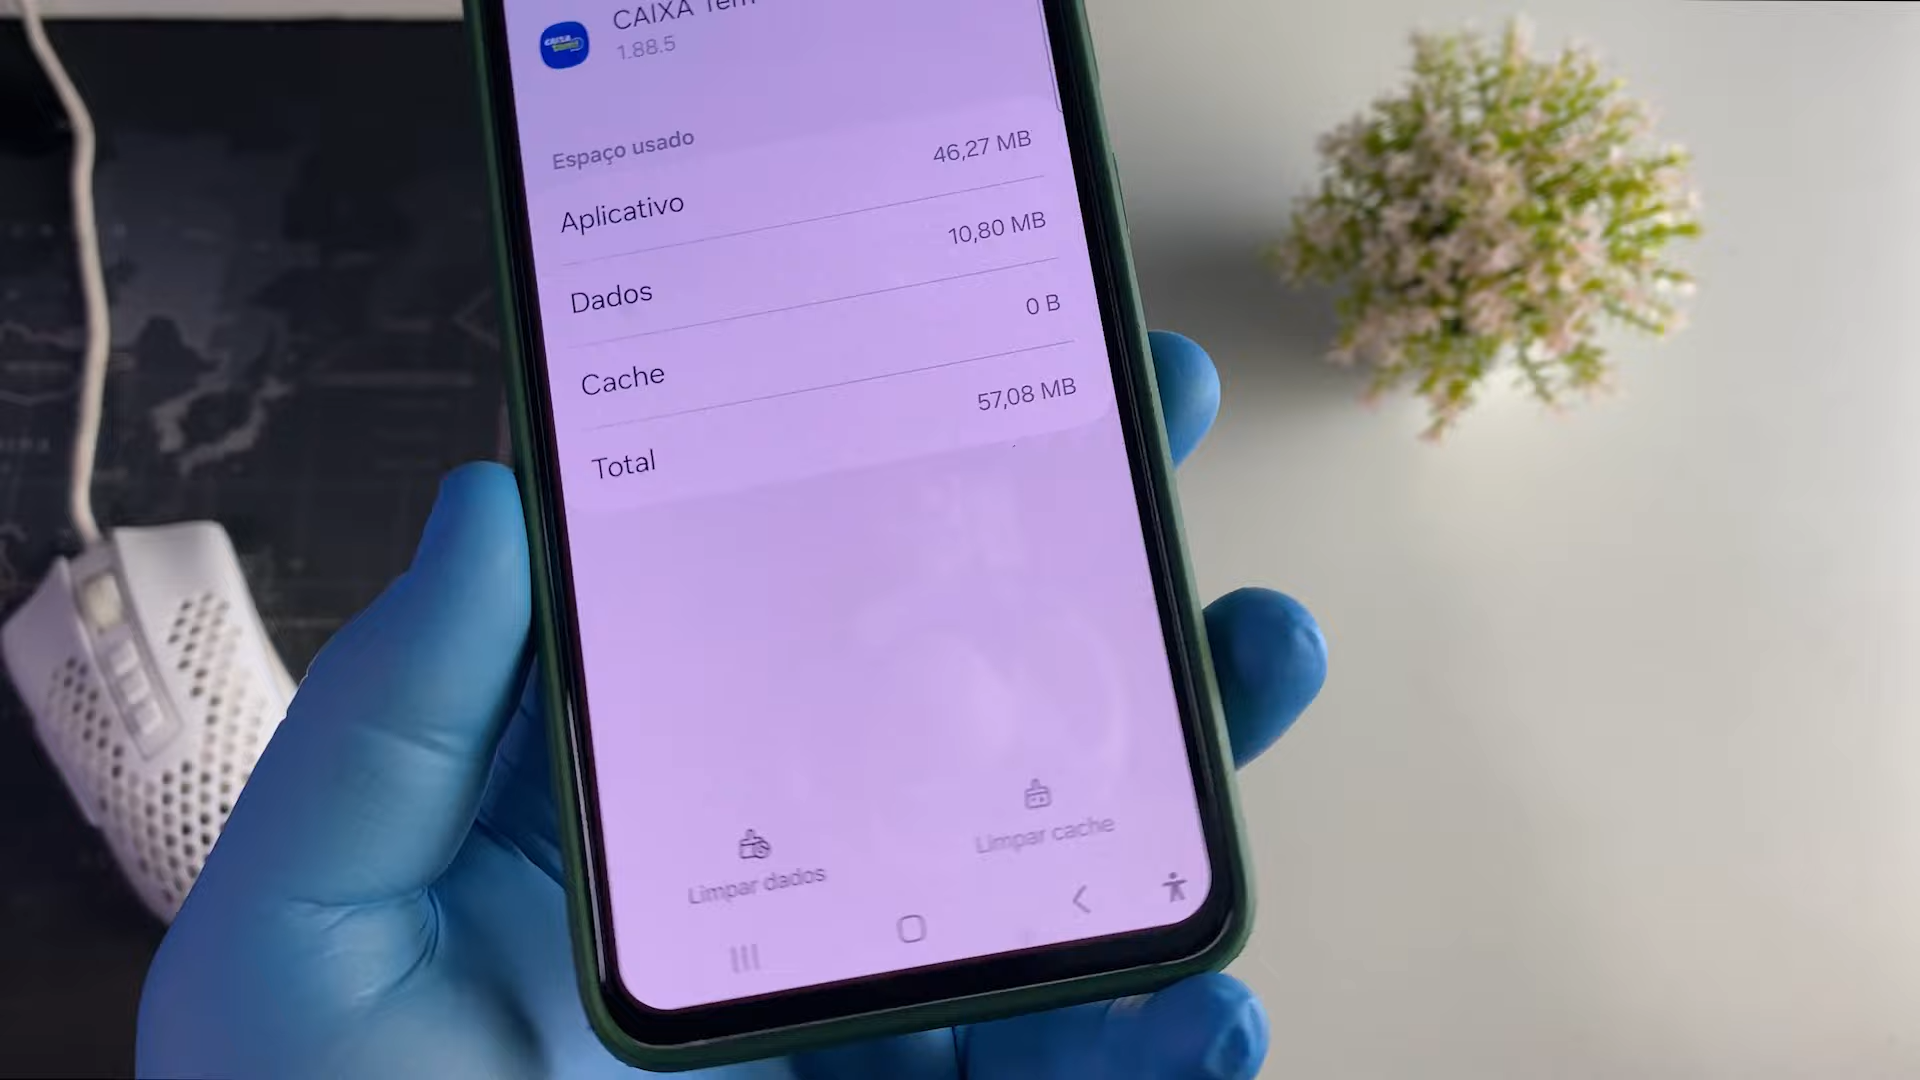 CAIXA Tem
1.88.5
Espaço usado
Aplicativo 46,27 MB
Dados 10,80 MB
Cache 0 B
Total 57,08 MB
Limpar dados
Limpar cache